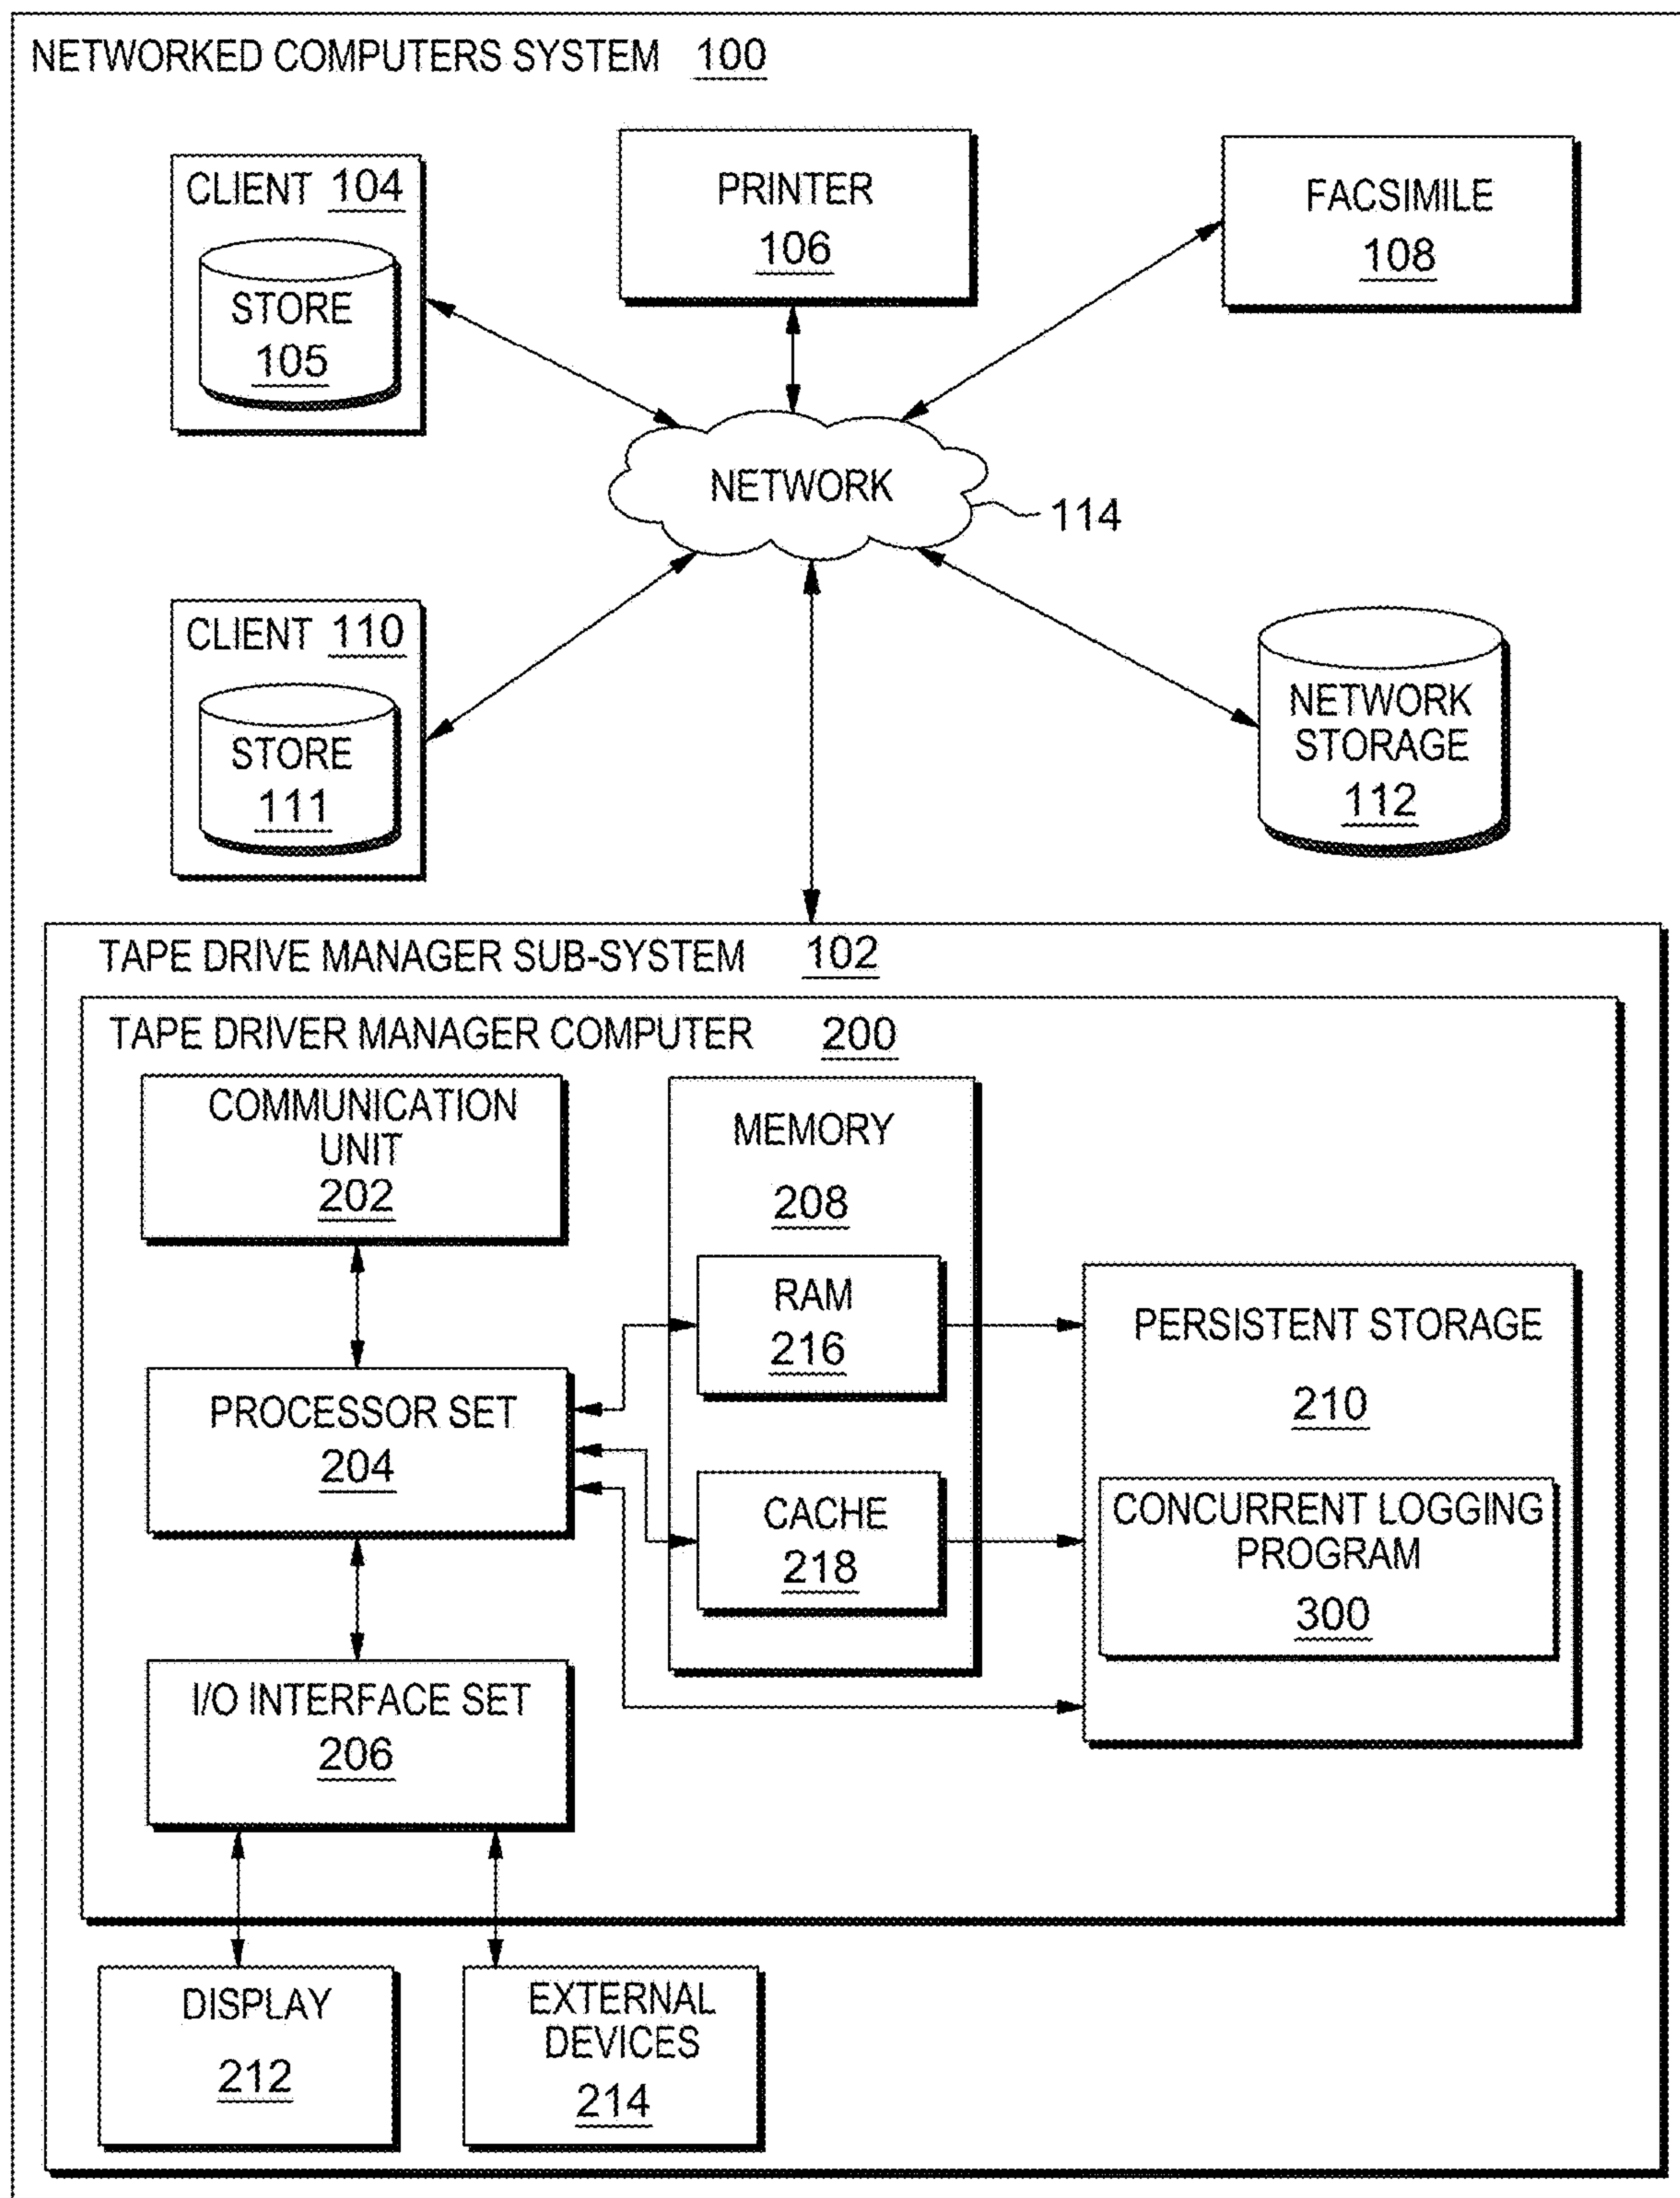 NETWORKED COMPUTERS SYSTEM 100
CLIENT 104
STORE
105
PRINTER
106
FACSIMILE
108
NETWORK
114
CLIENT 110
STORE
111
NETWORK
STORAGE
112
TAPE DRIVE MANAGER SUB-SYSTEM 102
TAPE DRIVER MANAGER COMPUTER 200
COMMUNICATION
UNIT
202
MEMORY
208
RAM
216
PERSISTENT STORAGE
210
PROCESSOR SET
204
CACHE
218
CONCURRENT LOGGING
PROGRAM
300
I/O INTERFACE SET
206
DISPLAY
212
EXTERNAL
DEVICES
214